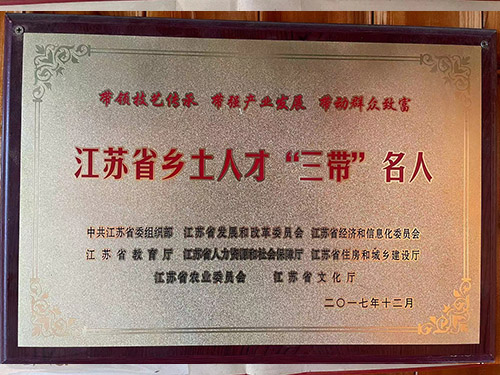 带领技艺传承 带强产业发展 带动群众致富
江苏省乡土人才“三带”名人
中共江苏省委组织部 江苏省发展和改革委员会 江苏省经济和信息化委员会
江苏省教育厅 江苏省人力资源和社会保障厅 江苏省住房和城乡建设厅
江苏省农业委员会 江苏省文化厅
二〇一七年十二月